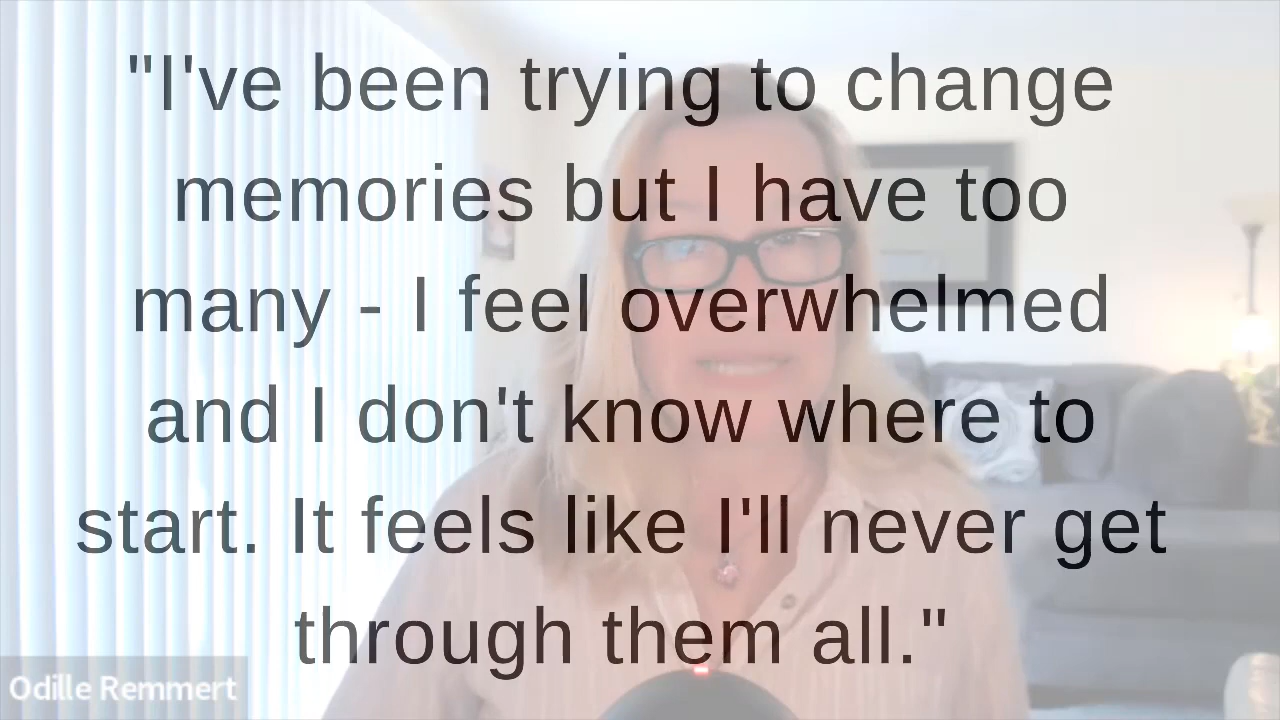 "I've been trying to change
memories but I have too
many - I feel overwhelmed
and I don't know where to
start. It feels like I'll never get
through them all."
Odille Remmert